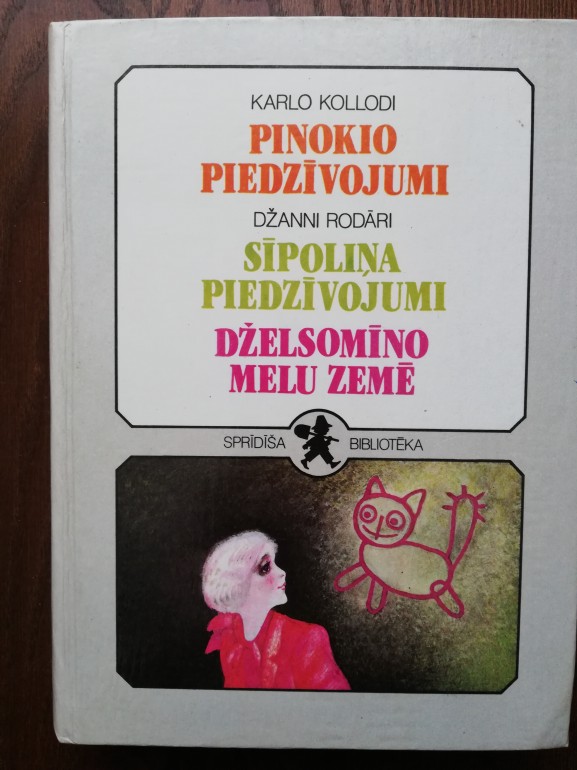 KARLO KOLLODI
PINOKIO
PIEDZĪVOJUMI
DŽANNI RODĀRI
SĪPOLIŅA
PIEDZĪVOJUMI
DŽELSOMĪNO
MELU ZEMĒ
SPRĪDĪŠA BIBLIOTĒKA